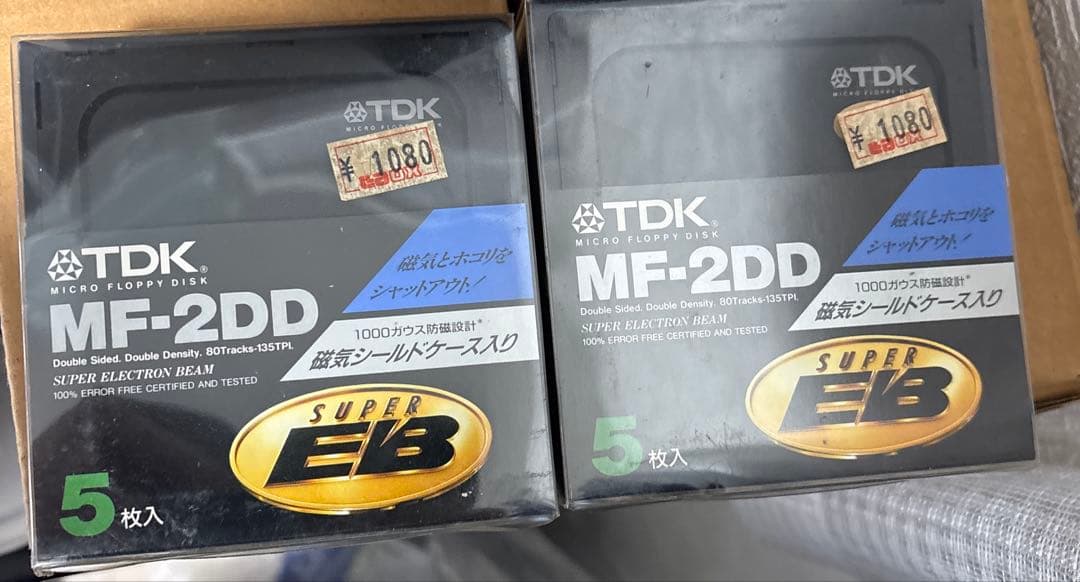 TDK
MICRO FLOPPY DISK
¥ 1080
TDK®
MICRO FLOPPY DISK
MF-2DD
Double Sided. Double Density. 80Tracks-135TPI.
SUPER ELECTRON BEAM
100% ERROR FREE CERTIFIED AND TESTED
磁気とホコリを
シャットアウト!
1000ガウス防磁設計*
磁気シールドケース入り
SUPER
EB
5枚入
TDK
MICRO FLOPPY
¥ 1080
TDK®
MICRO FLOPPY DISK
MF-2DD
Double Sided. Double Density. 80Tracks-135TPI.
SUPER ELECTRON BEAM
100% ERROR FREE CERTIFIED AND TESTED
磁気とホコリを
シャットアウト!
1000ガウス防磁設計*
磁気シールドケース入り
SUPER
EB
5枚入